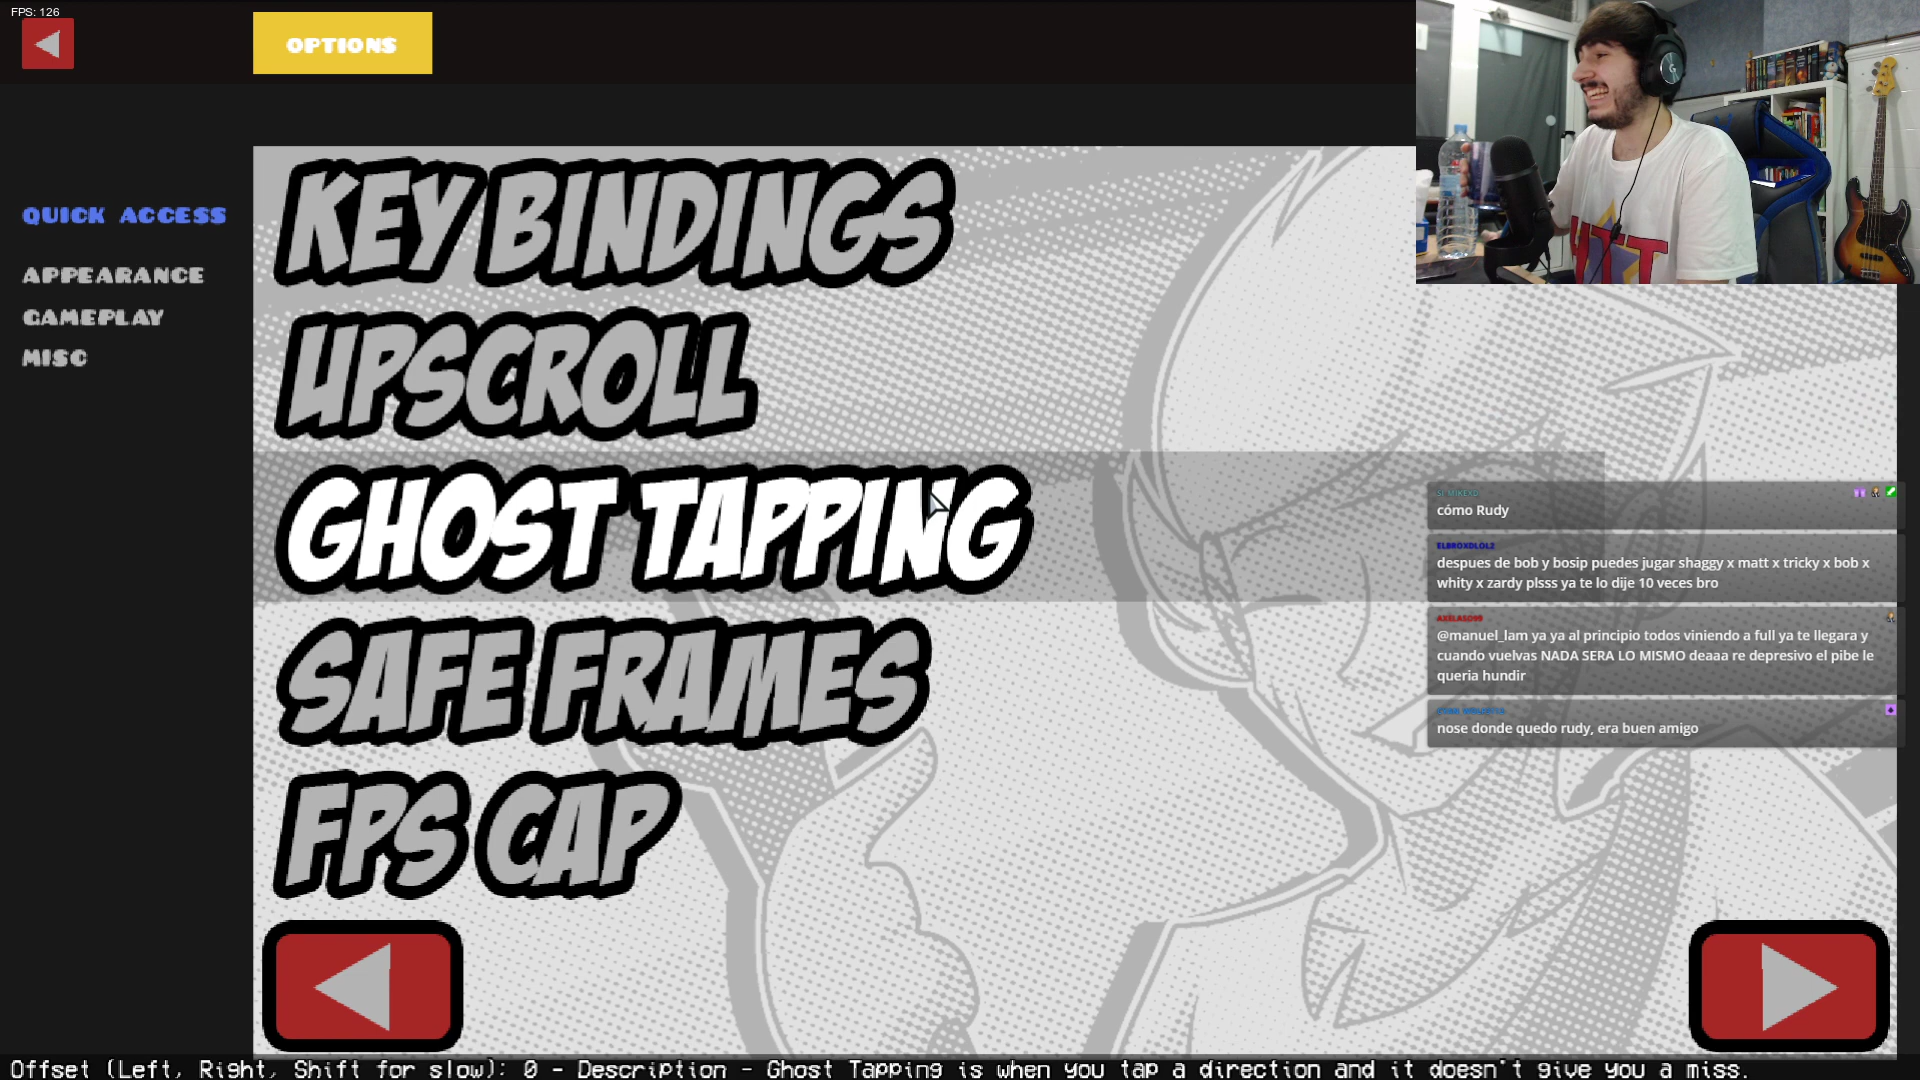 FPS: 126
OPTIONS
QUICK ACCESS
APPEARANCE
GAMEPLAY
MISC
KEY BINDINGS
UPSCROLL
GHOST TAPPING
SAFE FRAMES
FPS CAP
cómo Rudy
ELBROXDLOL2
despues de bob y bosip puedes jugar shaggy x matt x tricky x bob x
whity x zardy plsss ya te lo dije 10 veces bro
@manuel_lam ya ya al principio todos viniendo a full ya te llegara y
cuando vuelvas NADA SERA LO MISMO deaaa re depresivo el pibe le
queria hundir
nose donde quedo rudy, era buen amigo
Offset (Left, Right, Shift for slow): 0 - Description - Ghost Tapping is when you tap a direction and it doesn't give you a miss.